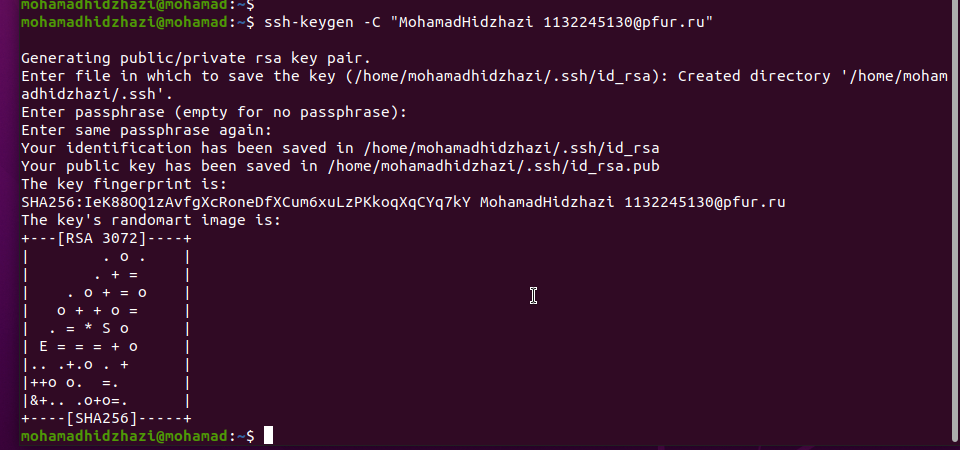 mohamadhidzhazi@mohamad:~$
mohamadhidzhazi@mohamad:~$ ssh-keygen -C "MohamadHidzhazi 1132245130@pfur.ru"
Generating public/private rsa key pair.
Enter file in which to save the key (/home/mohamadhidzhazi/.ssh/id_rsa): Created directory '/home/moham
adhidzhazi/.ssh'.
Enter passphrase (empty for no passphrase):
Enter same passphrase again:
Your identification has been saved in /home/mohamadhidzhazi/.ssh/id_rsa
Your public key has been saved in /home/mohamadhidzhazi/.ssh/id_rsa.pub
The key fingerprint is:
SHA256:IeK88OQ1zAvfgXcRoneDfXCum6xuLzPKkoqXqCYq7kY MohamadHidzhazi 1132245130@pfur.ru
The key's randomart image is:
+---[RSA 3072]----+
|        . o .    |
|       . + =     |
|    . o + = o    |
|   o + + o =     |
|  . = * S o      |
| E = = = + o     |
|.. .+.o . +      |
|++o o.  =.       |
|&+.. .o+o=.      |
+----[SHA256]-----+
mohamadhidzhazi@mohamad:~$